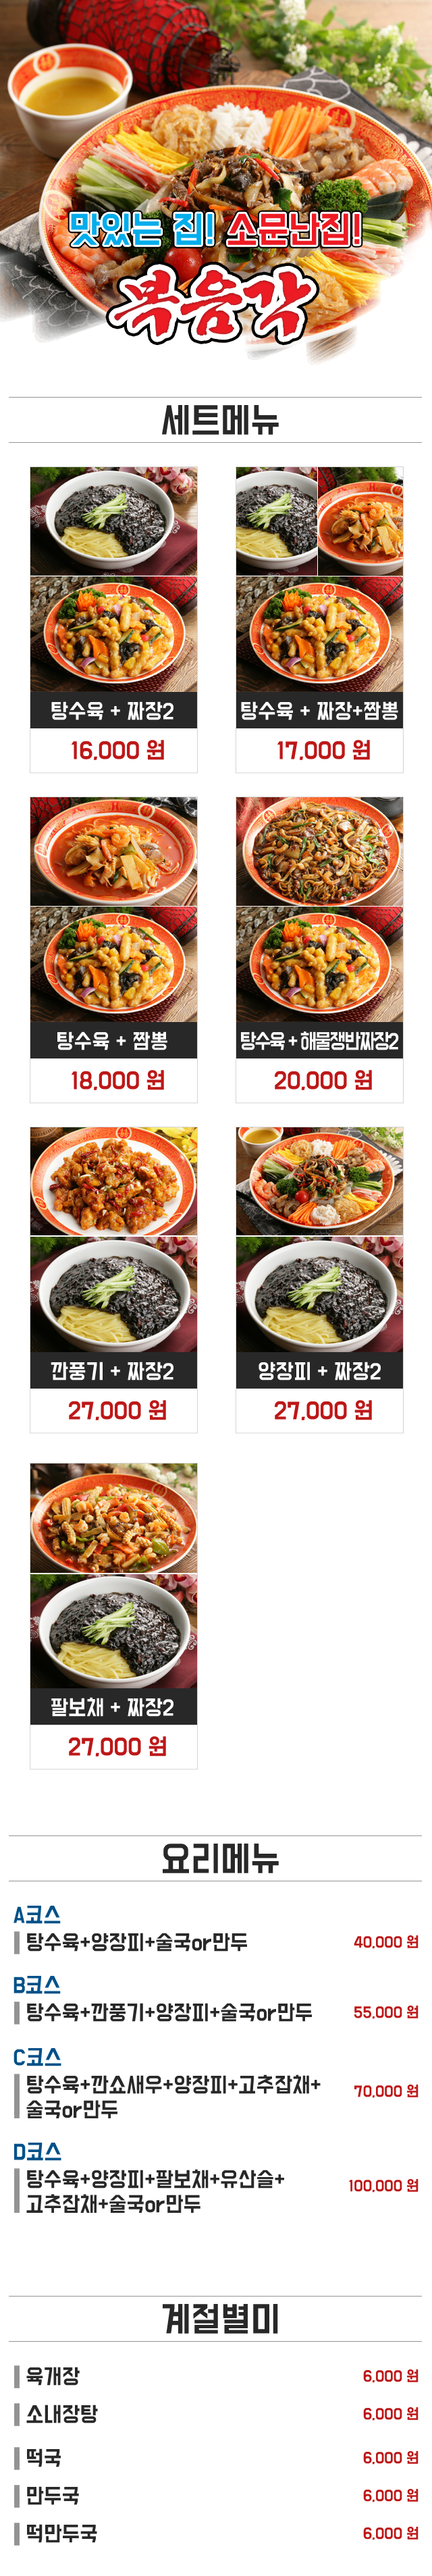 맛있는 집! 소문난집!
복음각
세트메뉴
탕수육 + 짜장2
16,000 원
탕수육 + 짜장+짬뽕
17,000 원
탕수육 + 짬뽕
18,000 원
탕수육 + 해물쟁반짜장2
20,000 원
깐풍기 + 짜장2
27,000 원
양장피 + 짜장2
27,000 원
팔보채 + 짜장2
27,000 원
요리메뉴
A코스
탕수육+양장피+술국or만두 40,000 원
B코스
탕수육+깐풍기+양장피+술국or만두 55,000 원
C코스
탕수육+깐쇼새우+양장피+고추잡채+ 70,000 원
술국or만두
D코스
탕수육+양장피+팔보채+유산슬+ 100,000 원
고추잡채+술국or만두
계절별미
육개장 6,000 원
소내장탕 6,000 원
떡국 6,000 원
만두국 6,000 원
떡만두국 6,000 원